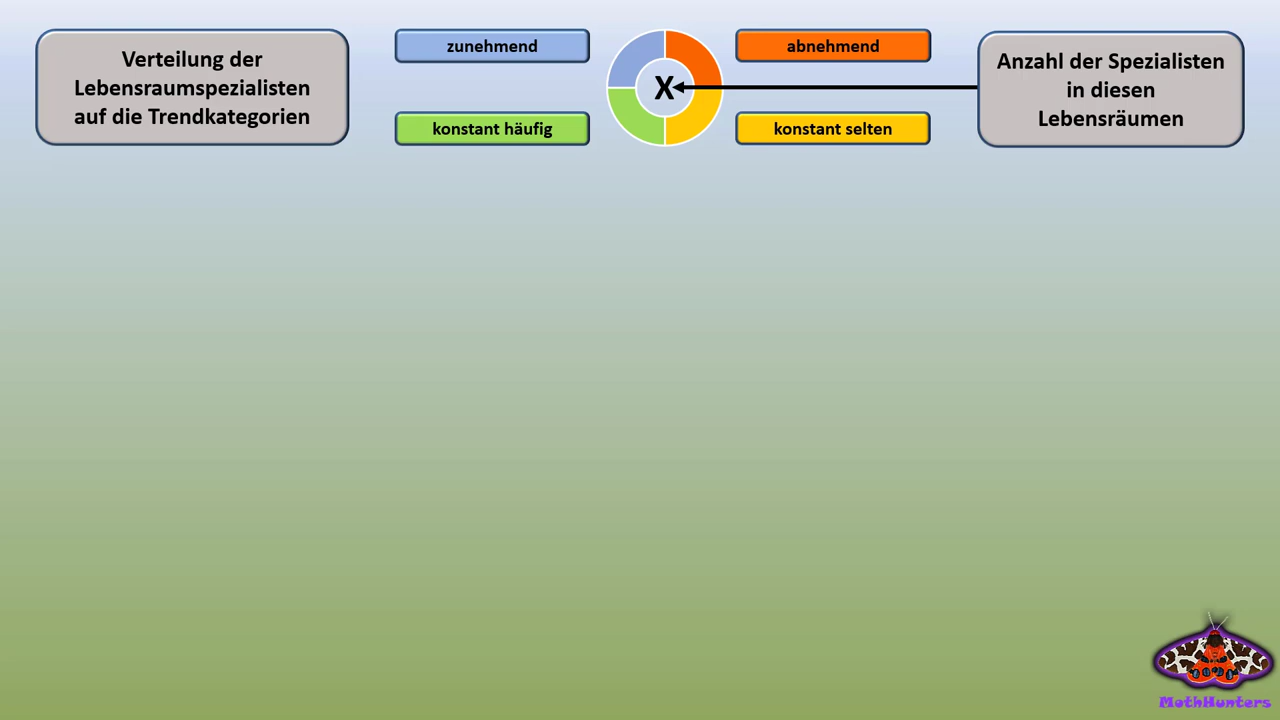 Verteilung der
Lebensraumspezialisten
auf die Trendkategorien
zunehmend
abnehmend
konstant häufig
konstant selten
X
Anzahl der Spezialisten
in diesen
Lebensräumen
MothHunters